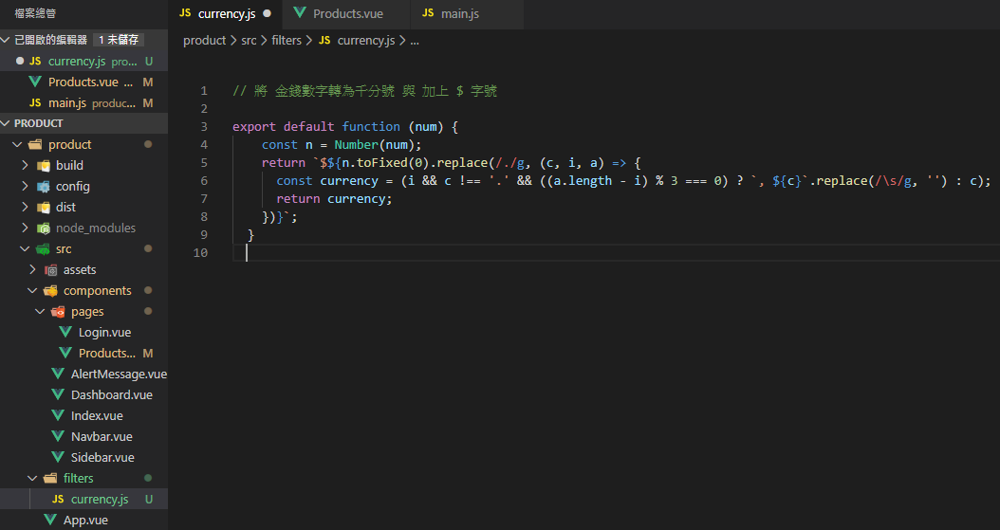 檔案總管
已開啟的編輯器 1 未儲存
JS currency.js pro... U
Products.vue ... M
JS main.js produc... M
PRODUCT
product
build
config
dist
node_modules
src
assets
components
pages
Login.vue
Products... M
AlertMessage.vue
Dashboard.vue
Index.vue
Navbar.vue
Sidebar.vue
filters
JS currency.js U
App.vue
JS currency.js
Products.vue
JS main.js
product > src > filters > JS currency.js > ...
1 // 將 金錢數字轉為千分號 與 加上 $ 字號
2
3 export default function (num) {
4 const n = Number(num);
5 return `$${n.toFixed(0).replace(/./g, (c, i, a) => {
6 const currency = (i && c !== '.' && ((a.length - i) % 3 === 0) ? `, ${c}`.replace(/\s/g, '') : c);
7 return currency;
8 })}`;
9 }
10